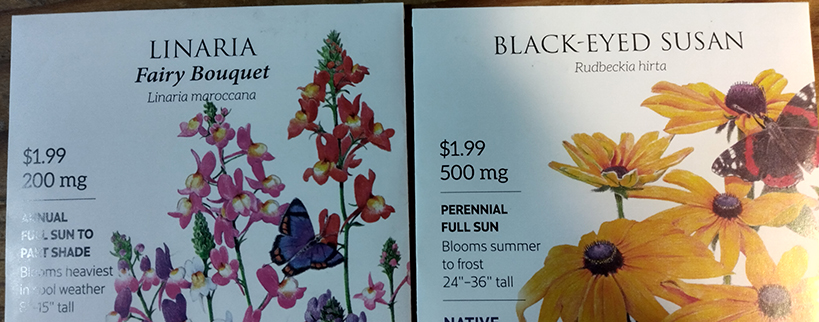 LINARIA
Fairy Bouquet
Linaria maroccana
$1.99
200 mg
ANNUAL
FULL SUN TO
PART SHADE
Blooms heaviest
in cool weather
tall
BLACK-EYED SUSAN
Rudbeckia hirta
$1.99
500 mg
PERENNIAL
FULL SUN
Blooms summer
to frost
24"–36" tall
NATIVE